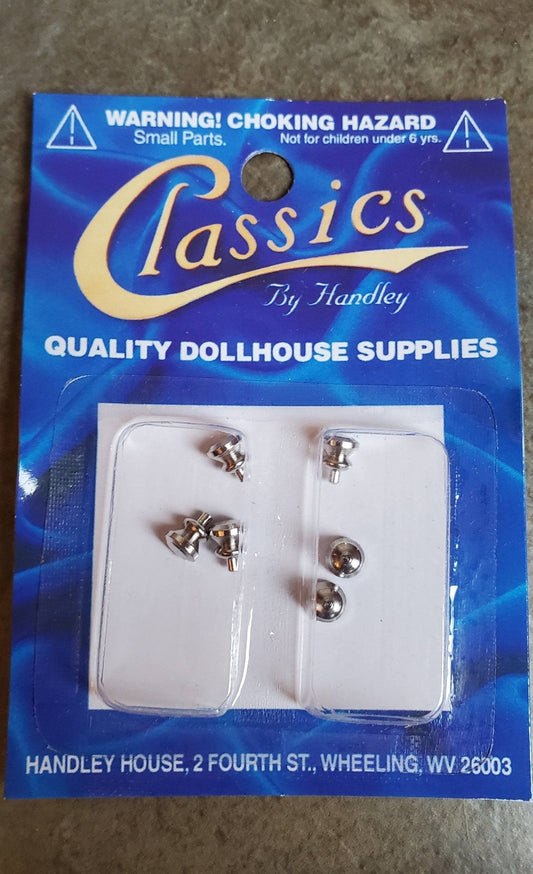 WARNING! CHOKING HAZARD
Small Parts. Not for children under 6 yrs.
Classics
By Handley
QUALITY DOLLHOUSE SUPPLIES
HANDLEY HOUSE, 2 FOURTH ST., WHEELING, WV 26003